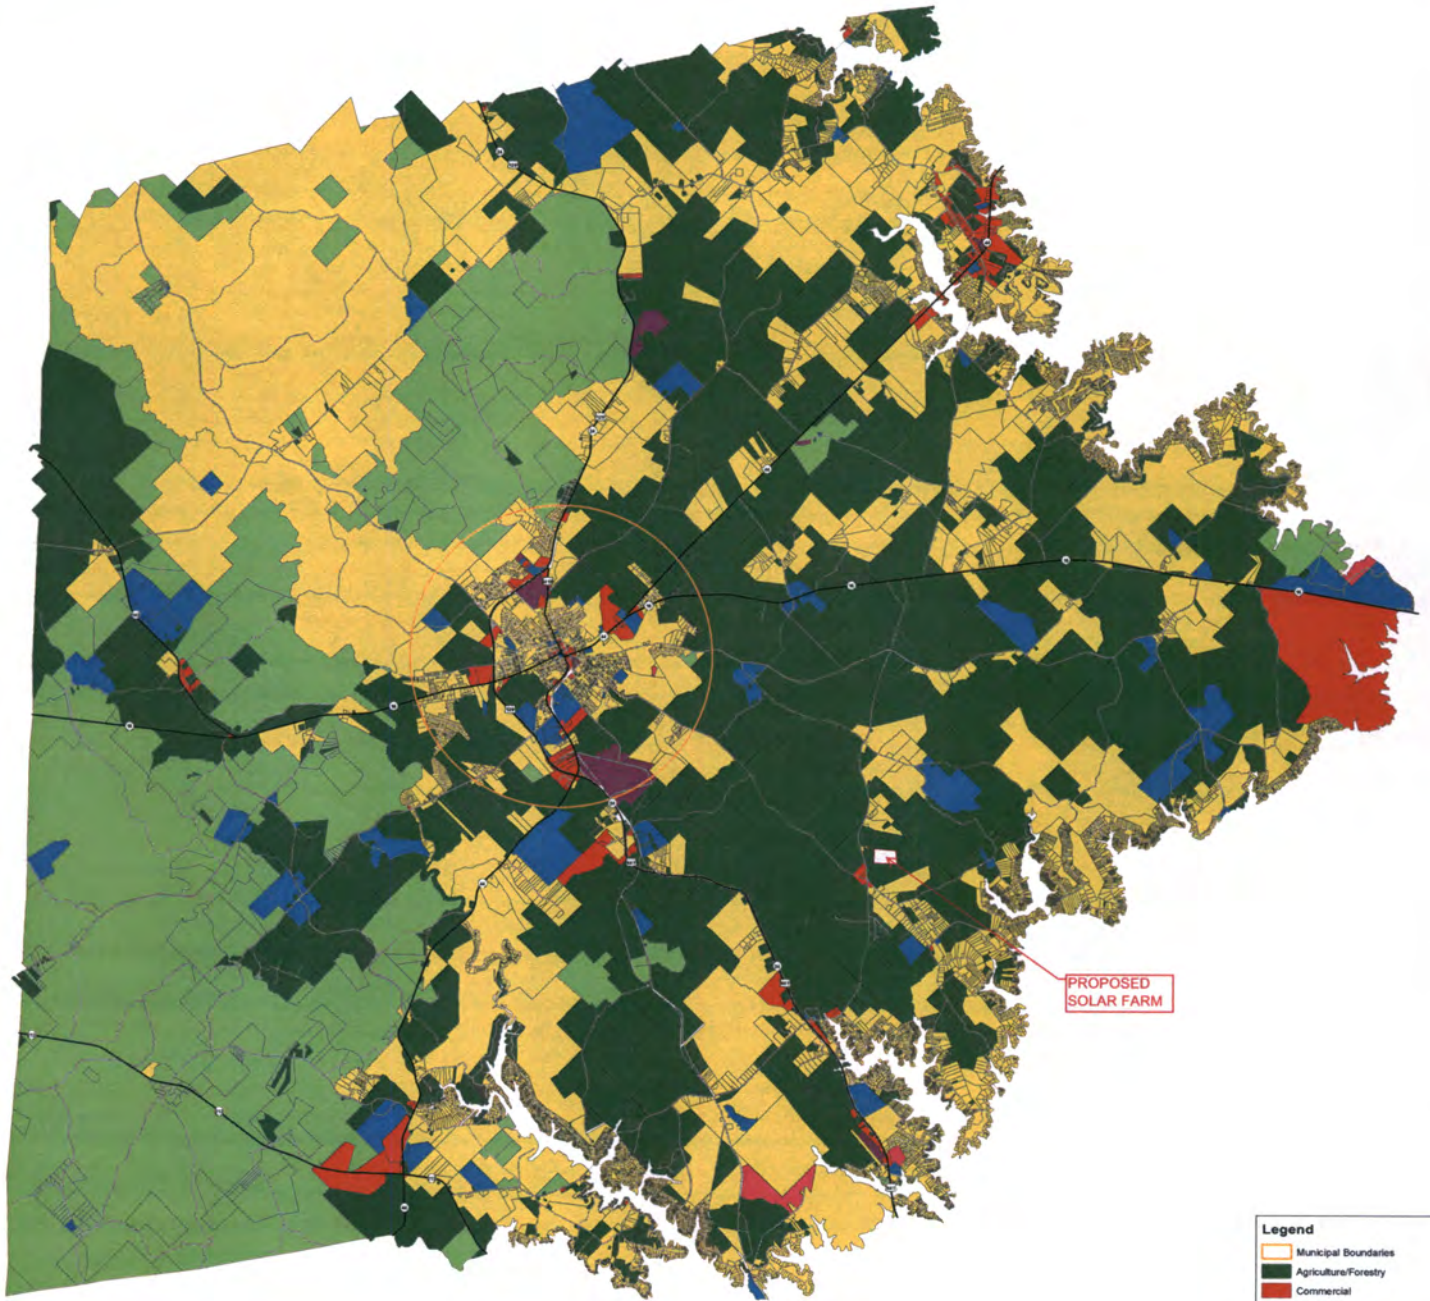 PROPOSED
SOLAR FARM
Legend
Municipal Boundaries
Agriculture/Forestry
Commercial